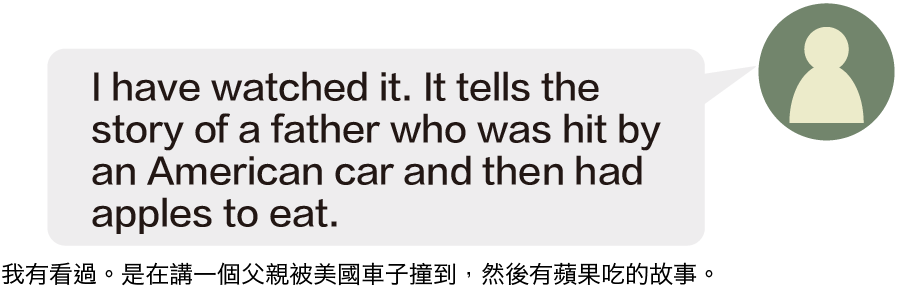 I have watched it. It tells the
story of a father who was hit by
an American car and then had
apples to eat.
我有看過。是在講一個父親被美國車子撞到，然後有蘋果吃的故事。